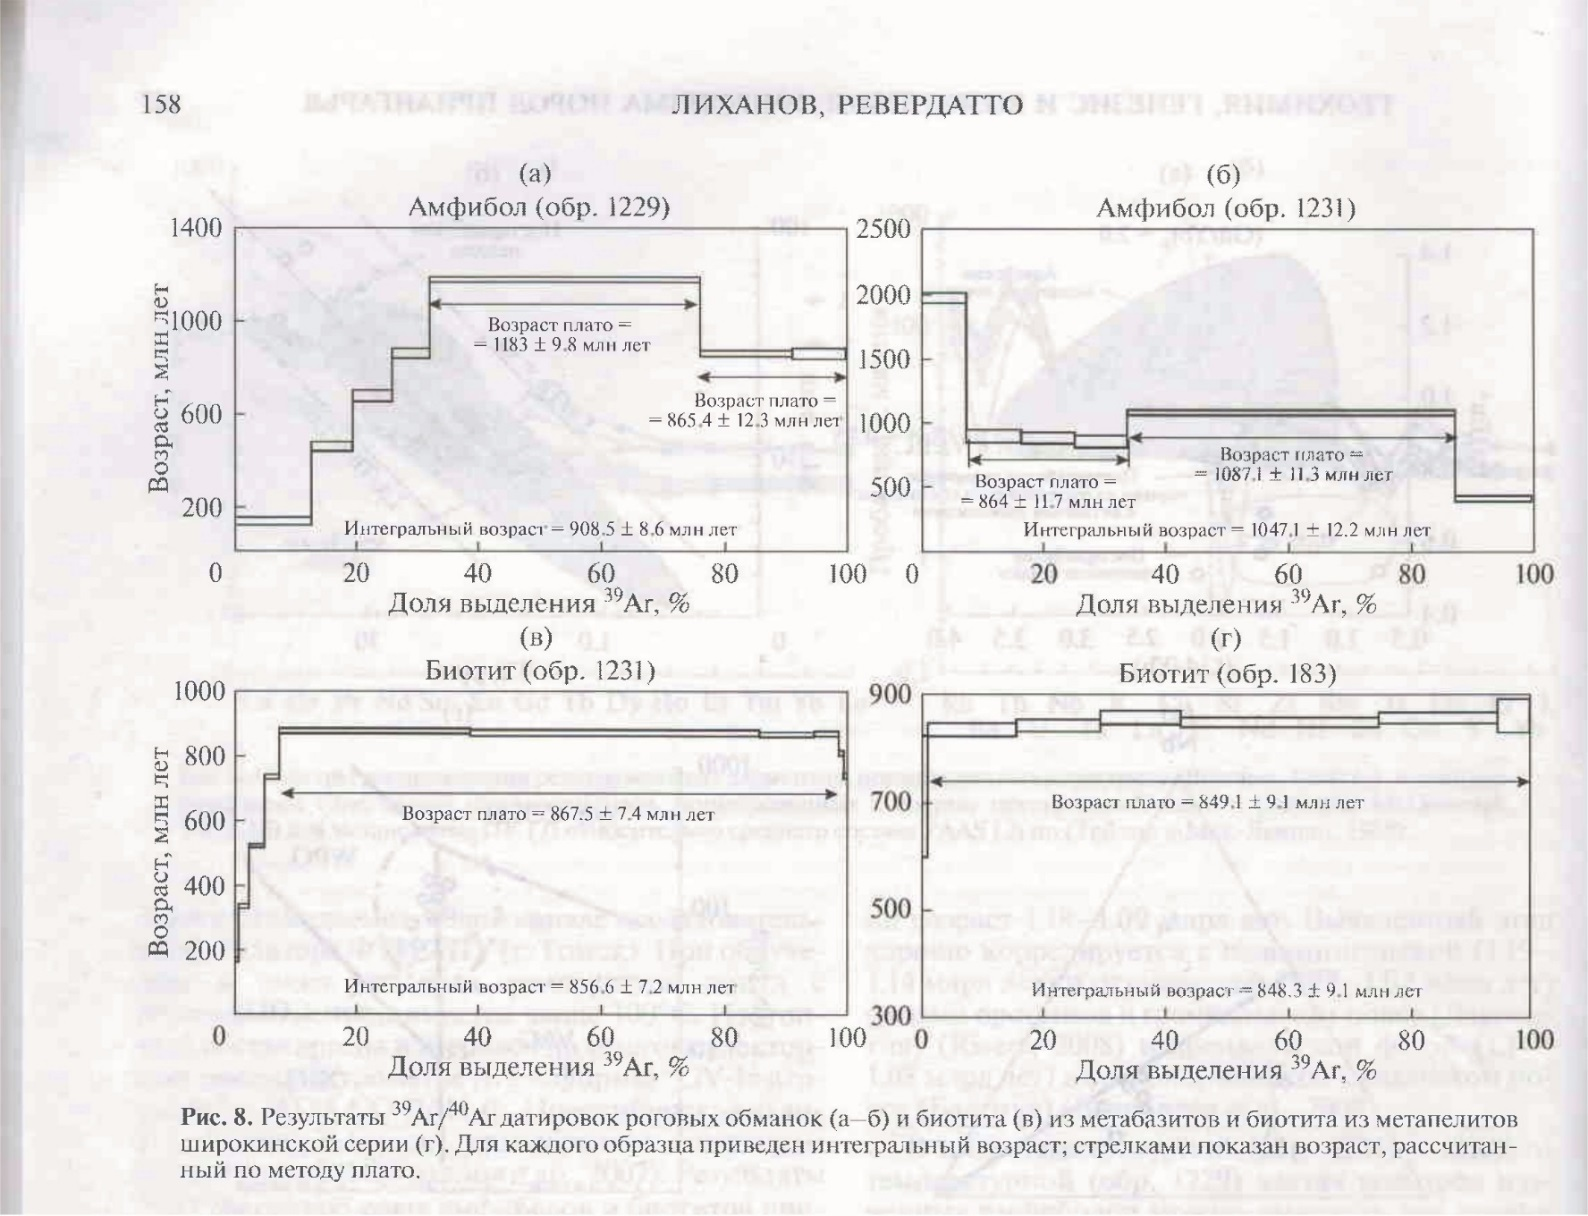 158
ЛИХАНОВ, РЕВЕРДАТТО
(а)
Амфибол (обр. 1229)
1400
1000
600
200
Возраст, млн лет
Возраст плато =
= 1183 ± 9.8 млн лет
Возраст плато =
= 865.4 ± 12.3 млн лет
Интегральный возраст = 908.5 ± 8.6 млн лет
0 20 40 60 80 100
Доля выделения ³⁹Ar, %
(б)
Амфибол (обр. 1231)
2500
2000
1500
1000
500
Возраст плато =
= 1087.1 ± 11.3 млн лет
Возраст плато =
= 864 ± 11.7 млн лет
Интегральный возраст = 1047.1 ± 12.2 млн лет
0 20 40 60 80 100
Доля выделения ³⁹Ar, %
(в)
Биотит (обр. 1231)
1000
800
600
400
200
Возраст, млн лет
Возраст плато = 867.5 ± 7.4 млн лет
Интегральный возраст = 856.6 ± 7.2 млн лет
0 20 40 60 80 100
Доля выделения ³⁹Ar, %
(г)
Биотит (обр. 183)
900
700
500
300
Возраст плато = 849.1 ± 9.1 млн лет
Интегральный возраст = 848.3 ± 9.1 млн лет
0 20 40 60 80 100
Доля выделения ³⁹Ar, %
Рис. 8. Результаты ³⁹Ar/⁴⁰Ar датировок роговых обманок (а–б) и биотита (в) из метабазитов и биотита из метапелитов
широкинской серии (г). Для каждого образца приведен интегральный возраст; стрелками показан возраст, рассчитан-
ный по методу плато.